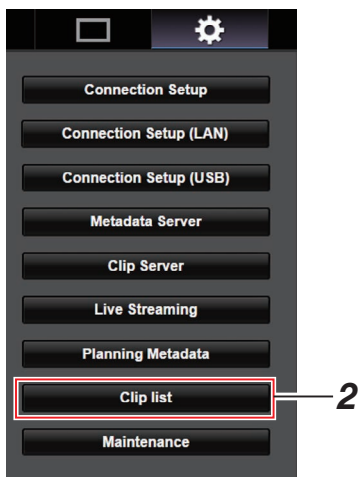 Connection Setup
Connection Setup (LAN)
Connection Setup (USB)
Metadata Server
Clip Server
Live Streaming
Planning Metadata
Clip list
2
Maintenance